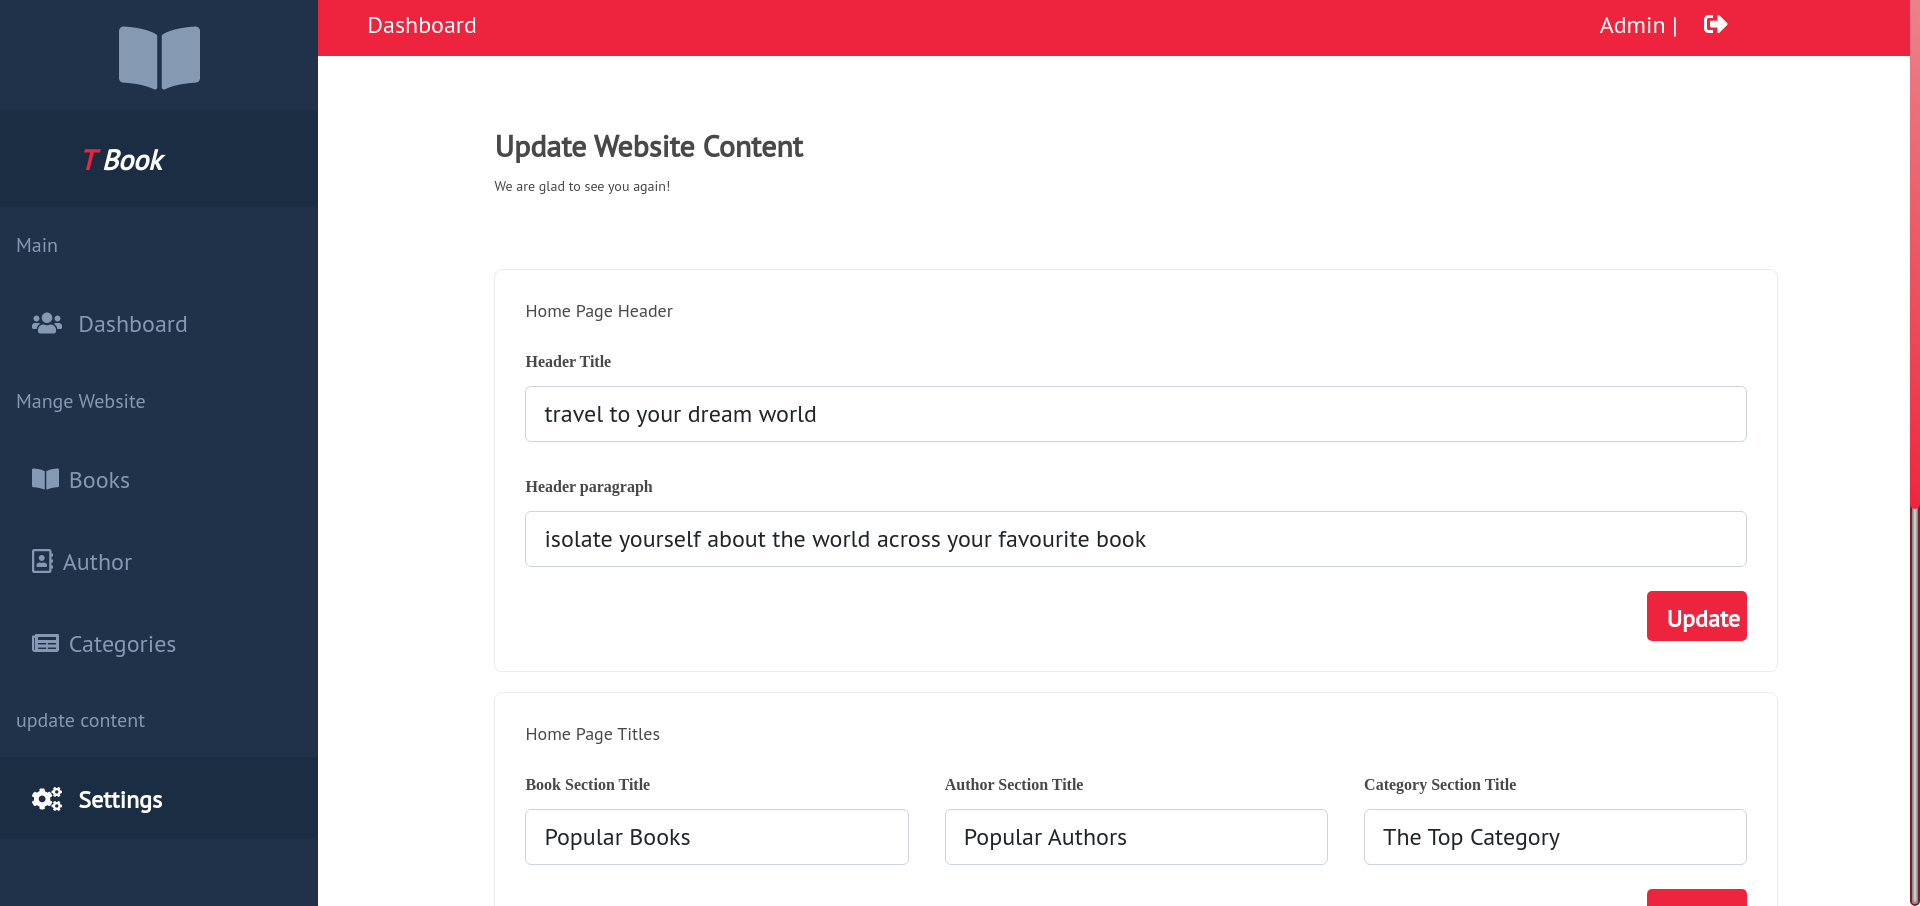 Dashboard
Admin |
T Book
Main
Dashboard
Mange Website
Books
Author
Categories
update content
Settings
Update Website Content
We are glad to see you again!
Home Page Header
Header Title
travel to your dream world
Header paragraph
isolate yourself about the world across your favourite book
Update
Home Page Titles
Book Section Title
Author Section Title
Category Section Title
Popular Books
Popular Authors
The Top Category